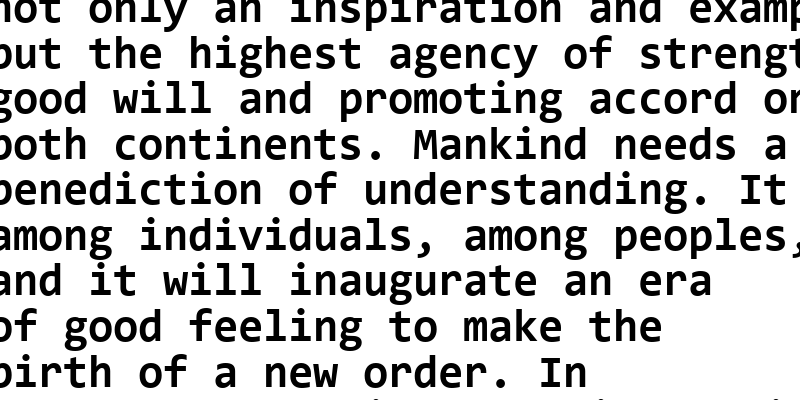 not only an inspiration and examp
but the highest agency of strengt
good will and promoting accord on
both continents. Mankind needs a
benediction of understanding. It
among individuals, among peoples,
and it will inaugurate an era
of good feeling to make the
birth of a new order. In